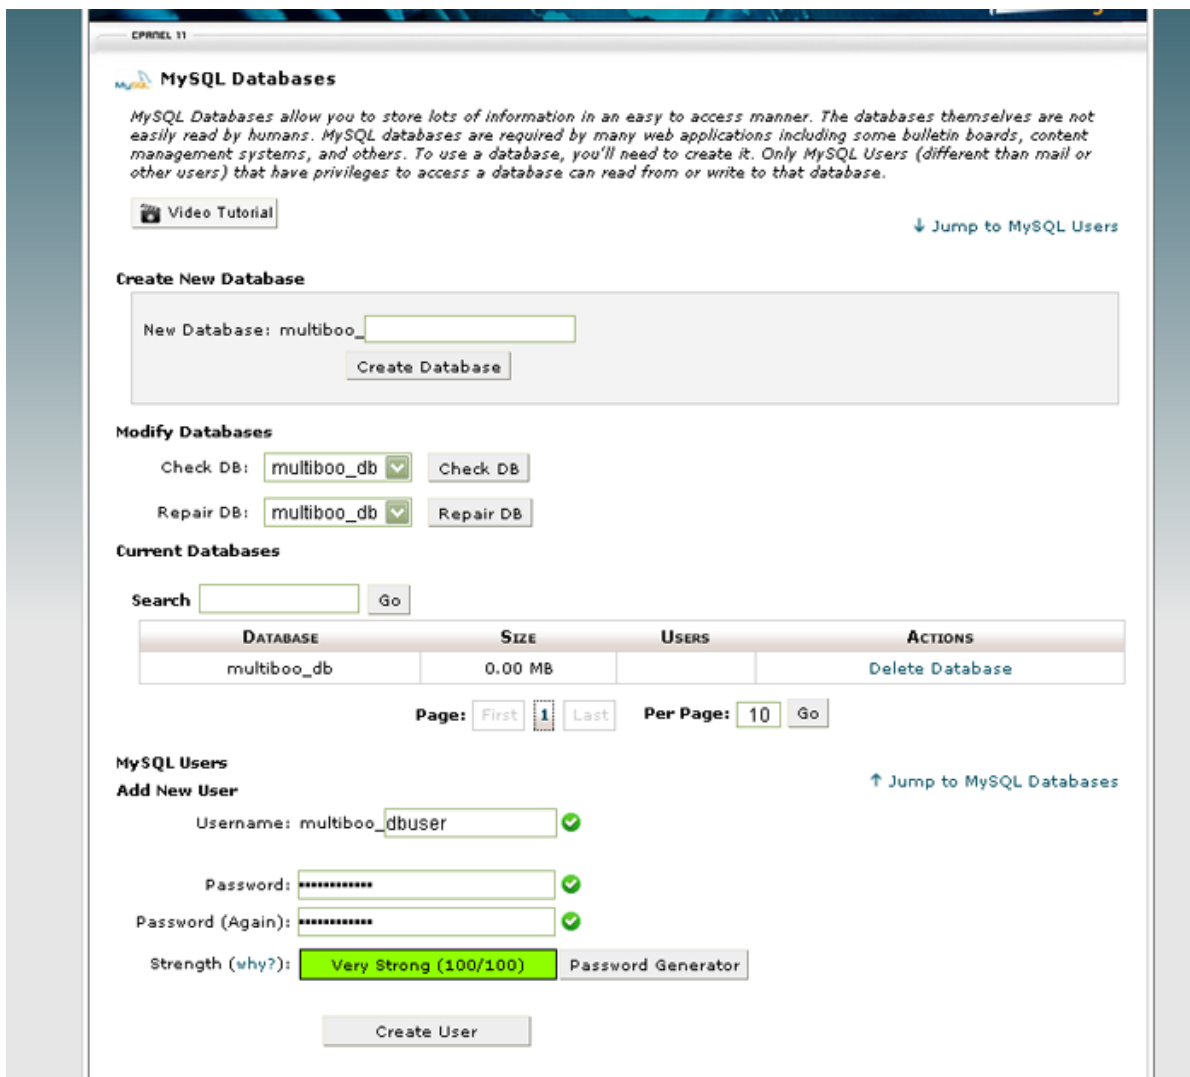 CPANEL 11
MySQL MySQL Databases
MySQL Databases allow you to store lots of information in an easy to access manner. The databases themselves are not
easily read by humans. MySQL databases are required by many web applications including some bulletin boards, content
management systems, and others. To use a database, you'll need to create it. Only MySQL Users (different than mail or
other users) that have privileges to access a database can read from or write to that database.
Video Tutorial
↓ Jump to MySQL Users
Create New Database
New Database: multiboo_
Create Database
Modify Databases
Check DB: multiboo_db Check DB
Repair DB: multiboo_db Repair DB
Current Databases
Search Go
DATABASE SIZE USERS ACTIONS
multiboo_db 0.00 MB Delete Database
Page: First 1 Last Per Page: 10 Go
MySQL Users
↑ Jump to MySQL Databases
Add New User
Username: multiboo_dbuser
Password: ••••••••••••
Password (Again): ••••••••••••
Strength (why?): Very Strong (100/100) Password Generator
Create User